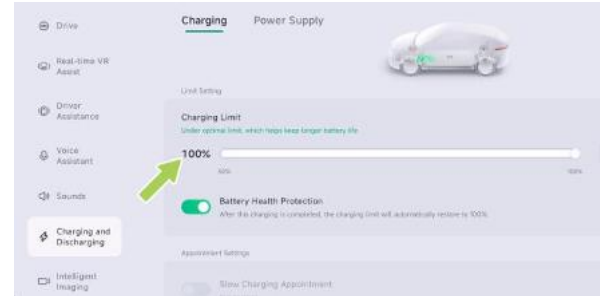 Drive
Charging Power Supply
Real-time VR
Assist
Limit Setting
Driver
Assistance
Charging Limit
Under optimal limit, which helps keep longer battery life
100%
Voice
Assistant
50% 100%
Battery Health Protection
After this charging is completed, the charging limit will automatically restore to 100%.
Sounds
Charging and
Discharging
Appointment Settings
Intelligent
Imaging
Slow Charging Appointment